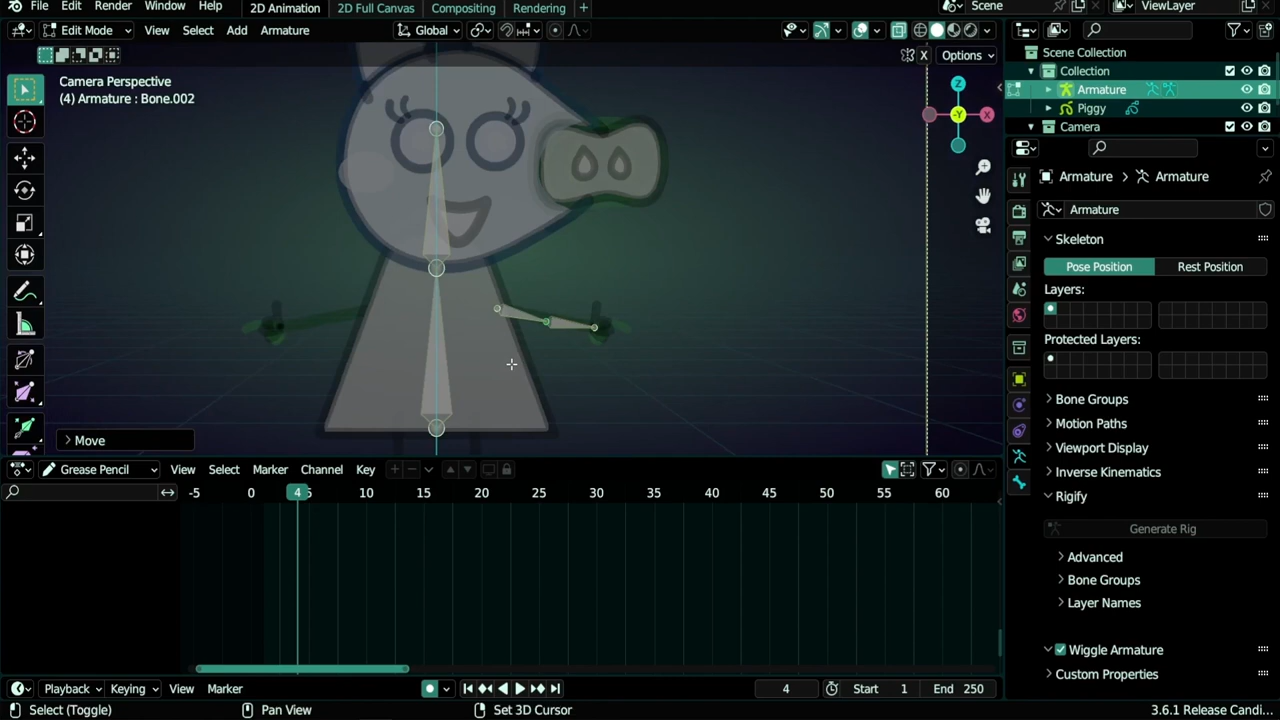 File Edit Render Window Help 2D Animation 2D Full Canvas Compositing Rendering + Scene ViewLayer
Edit Mode View Select Add Armature Global
X Options
Camera Perspective
(4) Armature : Bone.002
Z
-Y X
Scene Collection
Collection
Armature
Piggy
Camera
Armature > Armature
Armature
Skeleton
Pose Position Rest Position
Layers:
Protected Layers:
Bone Groups
Motion Paths
Viewport Display
Inverse Kinematics
Rigify
Generate Rig
Advanced
Bone Groups
Layer Names
Wiggle Armature
Custom Properties
> Move
Grease Pencil View Select Marker Channel Key
-5 0 4 5 10 15 20 25 30 35 40 45 50 55 60
Playback Keying View Marker 4 Start 1 End 250
Select (Toggle) Pan View Set 3D Cursor 3.6.1 Release Candi...